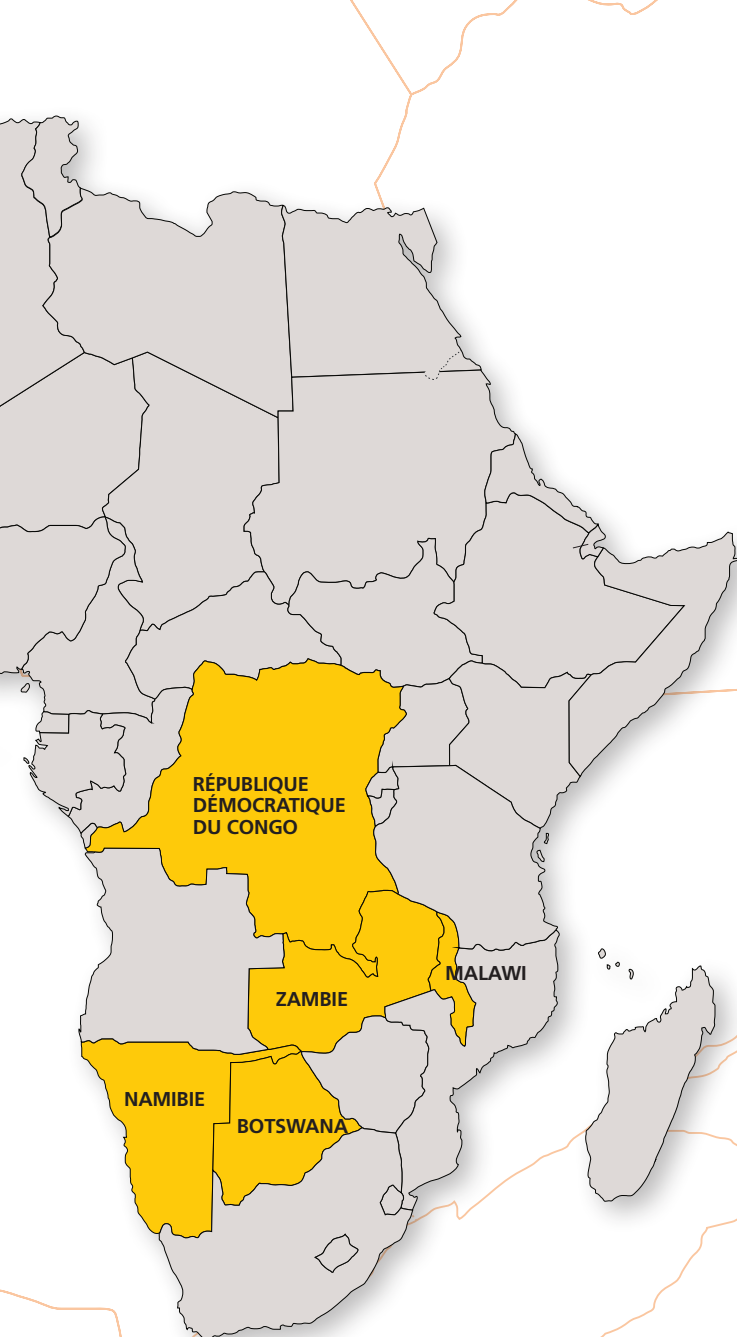 RÉPUBLIQUE
DÉMOCRATIQUE
DU CONGO
MALAWI
ZAMBIE
NAMIBIE
BOTSWANA